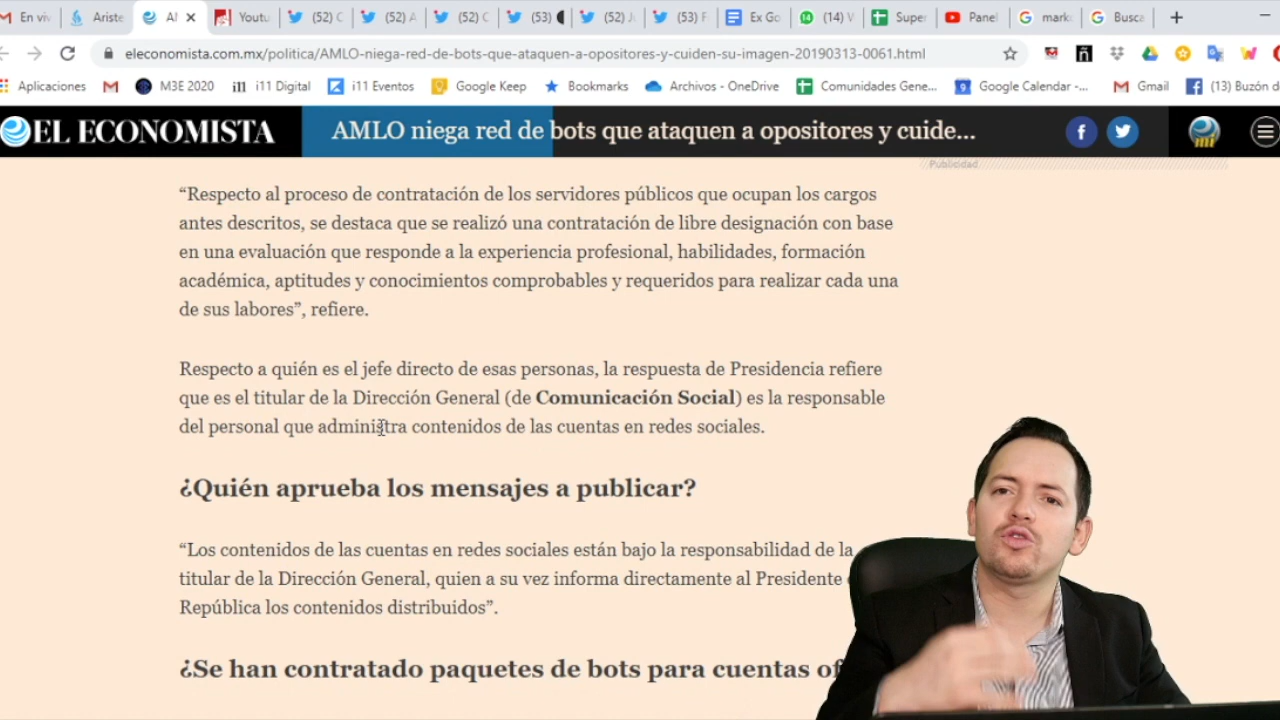 En viv
Ariste
Al
Youtu
(52) C
(52) A
(52) C
(53)
(52) Ju
(53) F
Ex Go
(14) V
Super
Panel
marko
Busca
eleconomista.com.mx/politica/AMLO-niega-red-de-bots-que-ataquen-a-opositores-y-cuiden-su-imagen-20190313-0061.html
Aplicaciones
M3E 2020
i11 Digital
i11 Eventos
Google Keep
Bookmarks
Archivos - OneDrive
Comunidades Gene...
Google Calendar -...
Gmail
(13) Buzón de
EL ECONOMISTA
AMLO niega red de bots que ataquen a opositores y cuide...
Publicidad
“Respecto al proceso de contratación de los servidores públicos que ocupan los cargos
antes descritos, se destaca que se realizó una contratación de libre designación con base
en una evaluación que responde a la experiencia profesional, habilidades, formación
académica, aptitudes y conocimientos comprobables y requeridos para realizar cada una
de sus labores”, refiere.
Respecto a quién es el jefe directo de esas personas, la respuesta de Presidencia refiere
que es el titular de la Dirección General (de Comunicación Social) es la responsable
del personal que administra contenidos de las cuentas en redes sociales.
¿Quién aprueba los mensajes a publicar?
“Los contenidos de las cuentas en redes sociales están bajo la responsabilidad de la
titular de la Dirección General, quien a su vez informa directamente al Presidente
República los contenidos distribuidos”.
¿Se han contratado paquetes de bots para cuentas of